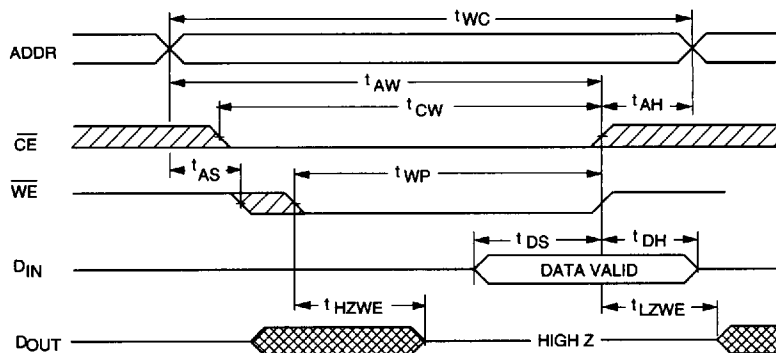 tWC
ADDR
tAW
tCW
tAH
CE
tAS
tWP
WE
tDS
tDH
DIN
DATA VALID
tHZWE
tLZWE
DOUT
HIGH Z